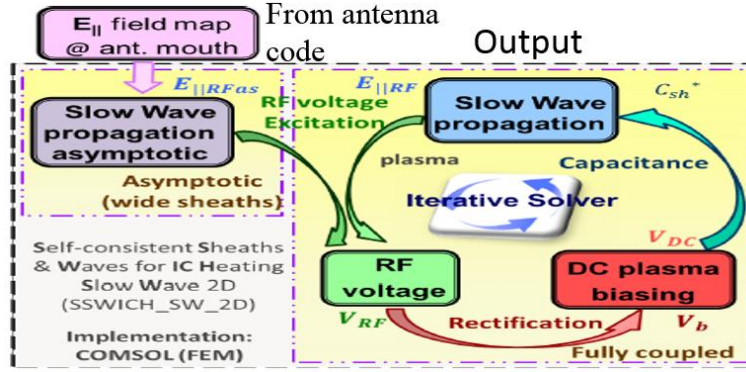 E|| field map
@ ant. mouth
From antenna
code
Output
E||RFas
Slow Wave
propagation
asymptotic
Asymptotic
(wide sheaths)
Self-consistent Sheaths
& Waves for IC Heating
Slow Wave 2D
(SSWICH_SW_2D)
Implementation:
COMSOL (FEM)
RF voltage
Excitation
E||RF
Slow Wave
propagation
Csh*
plasma
Capacitance
Iterative Solver
VDC
RF
voltage
DC plasma
biasing
VRF
Rectification
Vb
Fully coupled